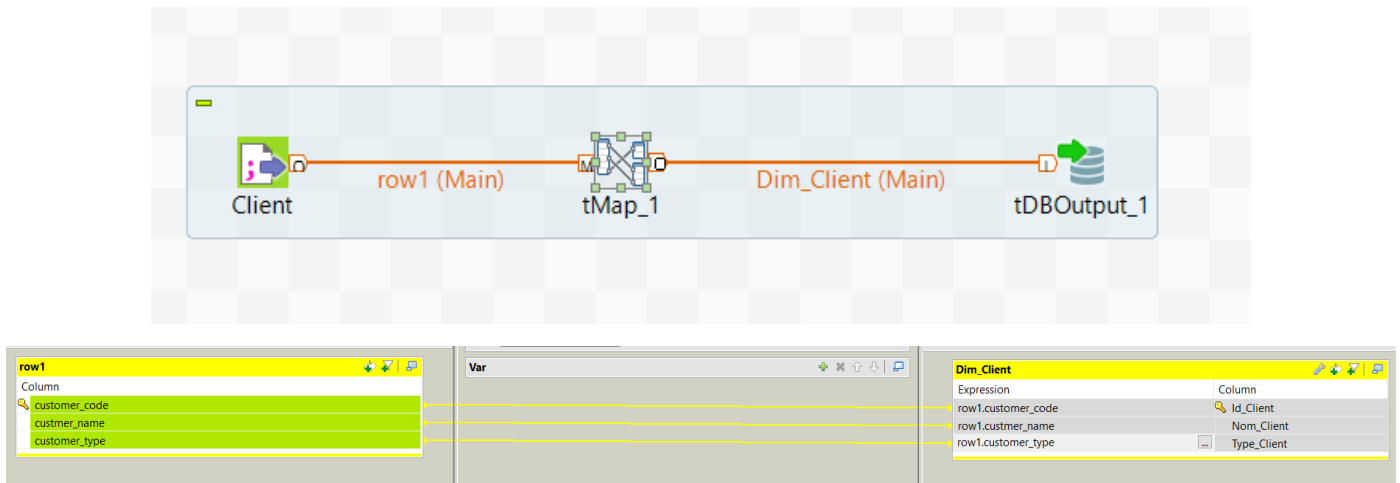 row1 (Main)
Dim_Client (Main)
Client
tMap_1
tDBOutput_1
row1
Column
customer_code
custmer_name
customer_type
Var
Dim_Client
Expression Column
row1.customer_code Id_Client
row1.custmer_name Nom_Client
row1.customer_type ... Type_Client